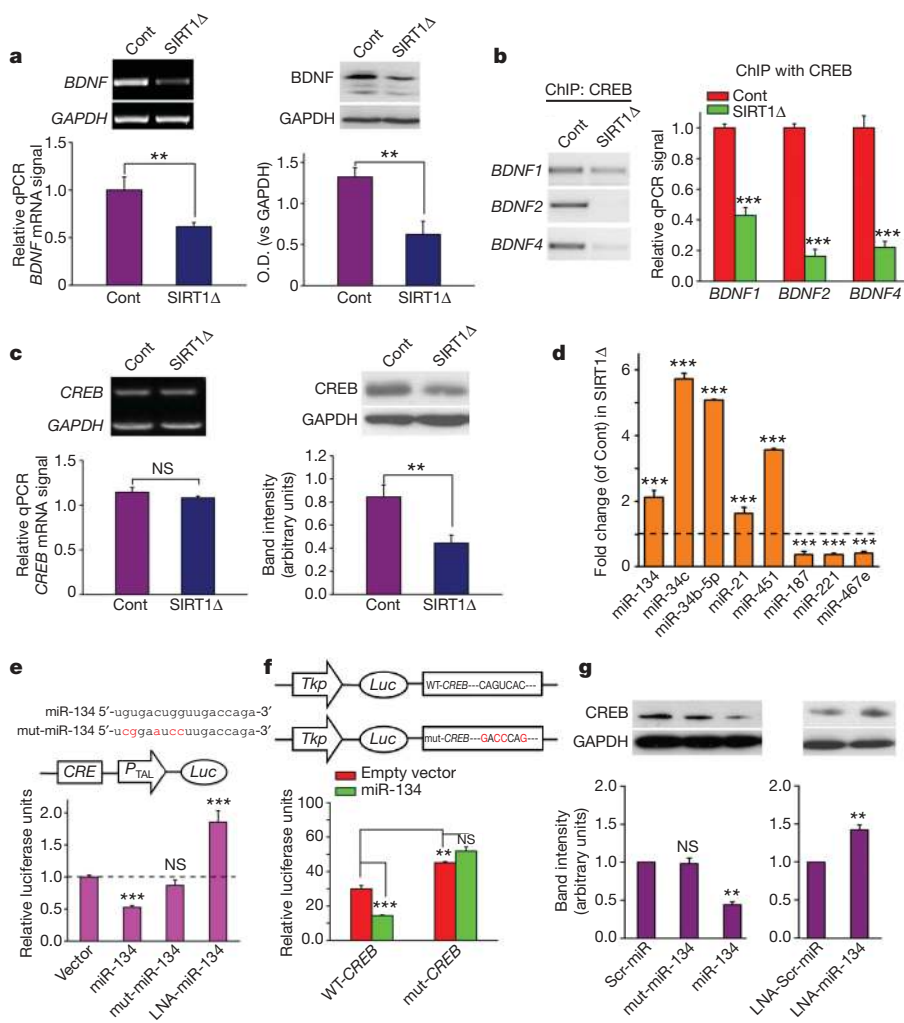 a
Cont SIRT1Δ
BDNF
GAPDH
Relative qPCR
BDNF mRNA signal
1.5
1.0
0.5
0
**
Cont SIRT1Δ
Cont SIRT1Δ
BDNF
GAPDH
O.D. (vs GAPDH)
1.5
1.0
0.5
0
**
Cont SIRT1Δ
b
ChIP: CREB
Cont SIRT1Δ
BDNF1
BDNF2
BDNF4
ChIP with CREB
Cont
SIRT1Δ
Relative qPCR signal
1.0
0.8
0.6
0.4
0.2
0.0
***
***
***
BDNF1 BDNF2 BDNF4
c
Cont SIRT1Δ
CREB
GAPDH
Relative qPCR
CREB mRNA signal
1.5
1.0
1.5
0
NS
Cont SIRT1Δ
Cont SIRT1Δ
CREB
GAPDH
Band intensity
(arbitrary units)
1.0
0.8
0.6
0.4
0.2
0
**
Cont SIRT1Δ
d
Fold change (of Cont) in SIRT1Δ
6
4
2
0
***
***
***
***
***
***
***
***
miR-134
miR-34c
miR-34b-5p
miR-21
miR-451
miR-187
miR-221
miR-467e
e
miR-134 5′-ugugacugguugaccaga-3′
mut-miR-134 5′-ucggaauccuugaccaga-3′
CRE PTAL Luc
Relative luciferase units
2.0
1.5
1.0
0.5
0.0
***
NS
***
Vector
miR-134
mut-miR-134
LNA-miR-134
f
Tkp Luc WT-CREB---CAGUCAC---
Tkp Luc mut-CREB---GACCCAG---
Empty vector
miR-134
Relative luciferase units
100
80
60
40
20
0
***
**
NS
WT-CREB
mut-CREB
g
CREB
GAPDH
Band intensity
(arbitrary units)
2.0
1.5
1.0
0.5
0.0
NS
**
Scr-miR
mut-miR-134
miR-134
2.0
1.5
1.0
0.5
0.0
**
LNA-Scr-miR
LNA-miR-134